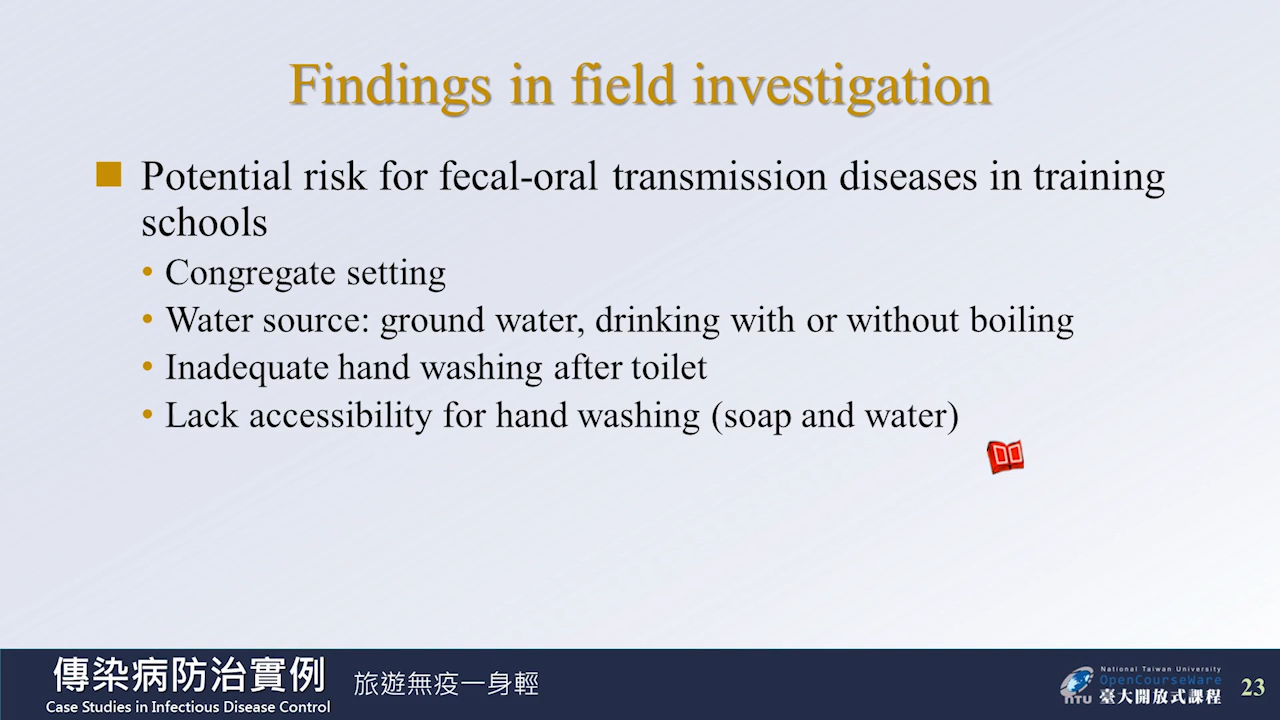 Findings in field investigation
Potential risk for fecal-oral transmission diseases in training
schools
• Congregate setting
• Water source: ground water, drinking with or without boiling
• Inadequate hand washing after toilet
• Lack accessibility for hand washing (soap and water)
傳染病防治實例
旅遊無疫一身輕
Case Studies in Infectious Disease Control
National Taiwan University
OpenCourseWare
NTU 臺大開放式課程
23